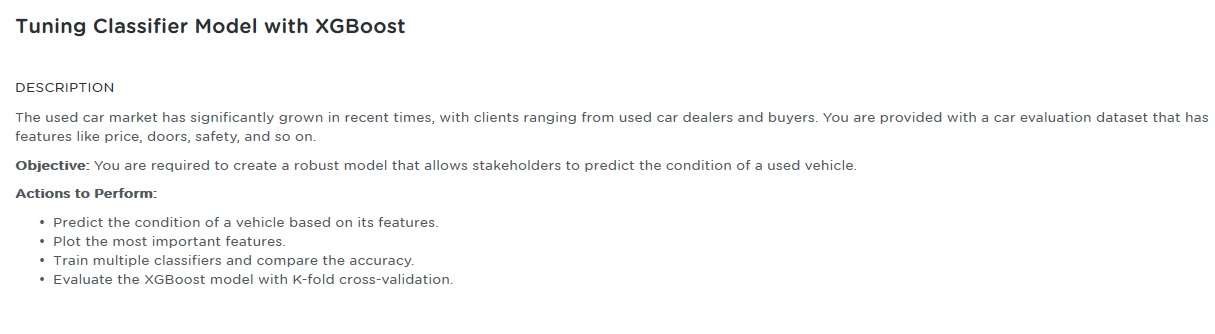 Tuning Classifier Model with XGBoost
DESCRIPTION
The used car market has significantly grown in recent times, with clients ranging from used car dealers and buyers. You are provided with a car evaluation dataset that has
features like price, doors, safety, and so on.
Objective: You are required to create a robust model that allows stakeholders to predict the condition of a used vehicle.
Actions to Perform:
• Predict the condition of a vehicle based on its features.
• Plot the most important features.
• Train multiple classifiers and compare the accuracy.
• Evaluate the XGBoost model with K-fold cross-validation.